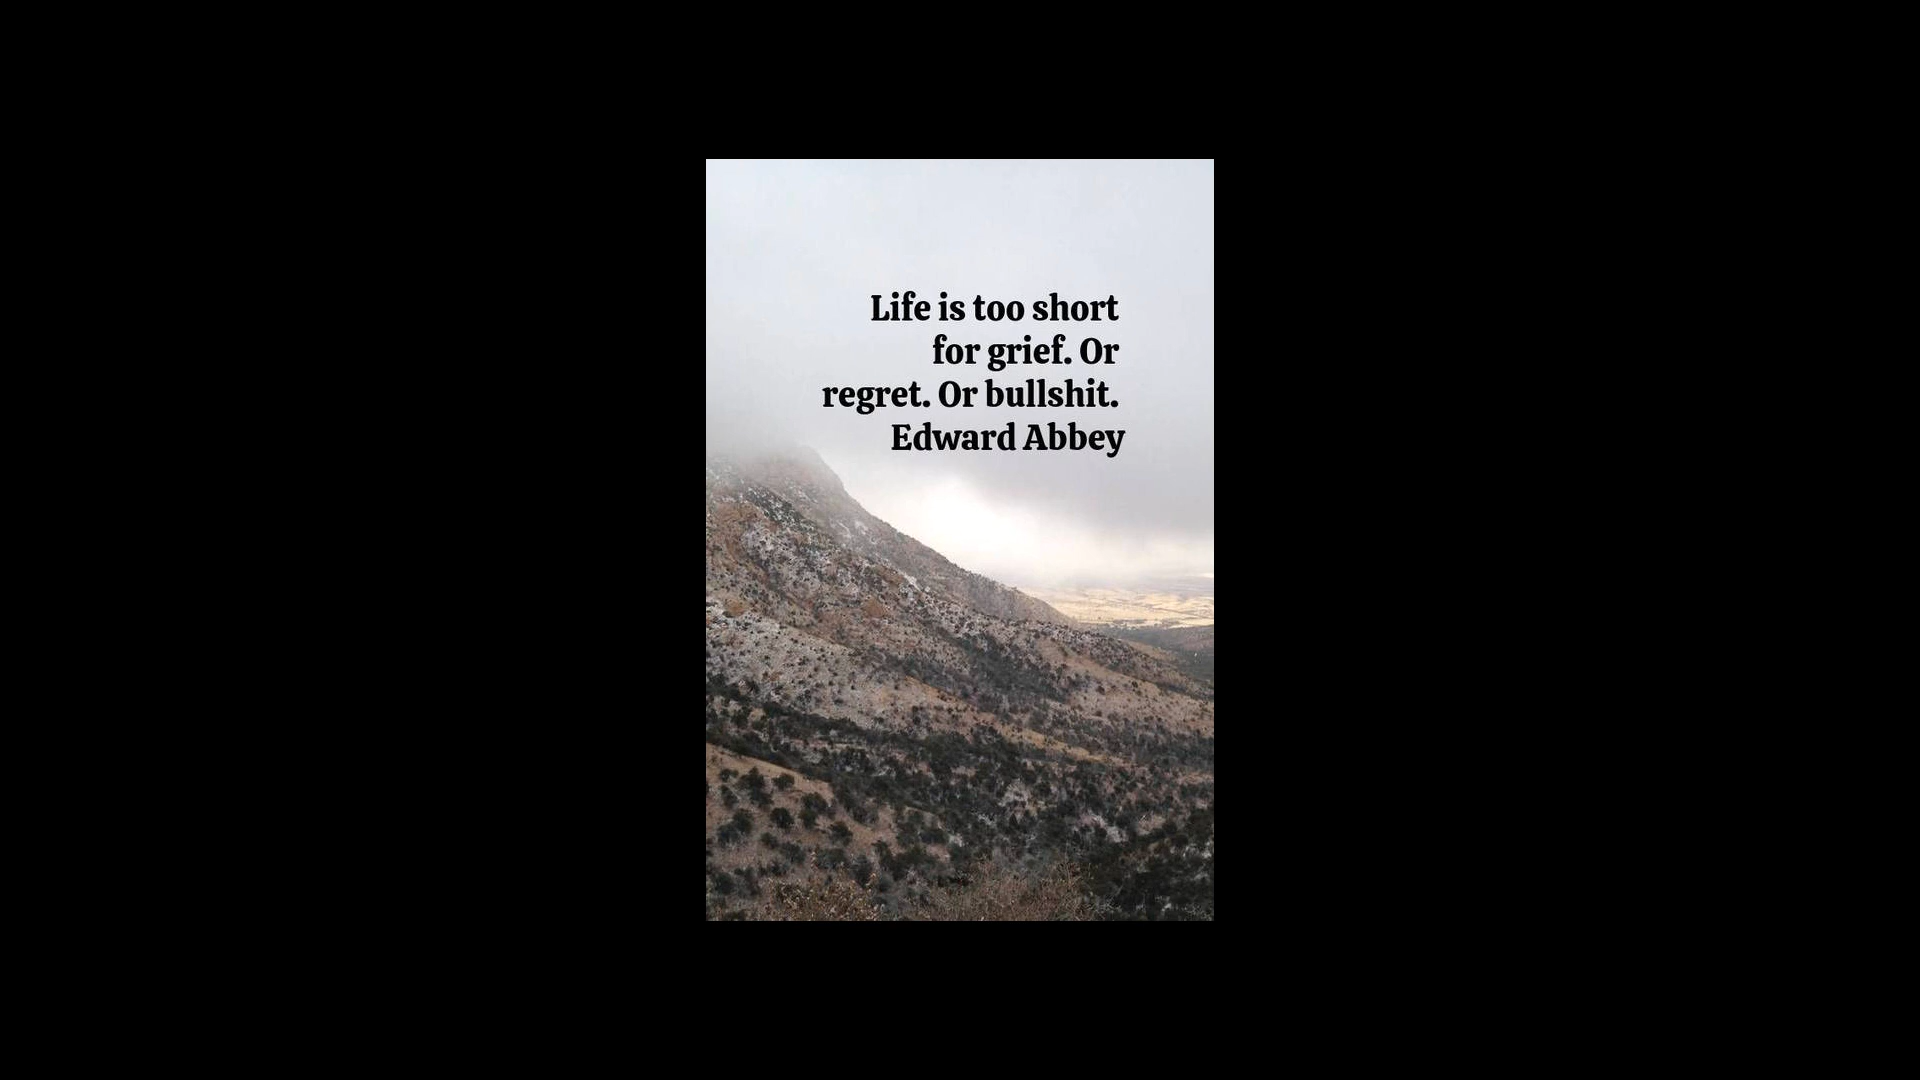 Life is too short
for grief. Or
regret. Or bullshit.
Edward Abbey